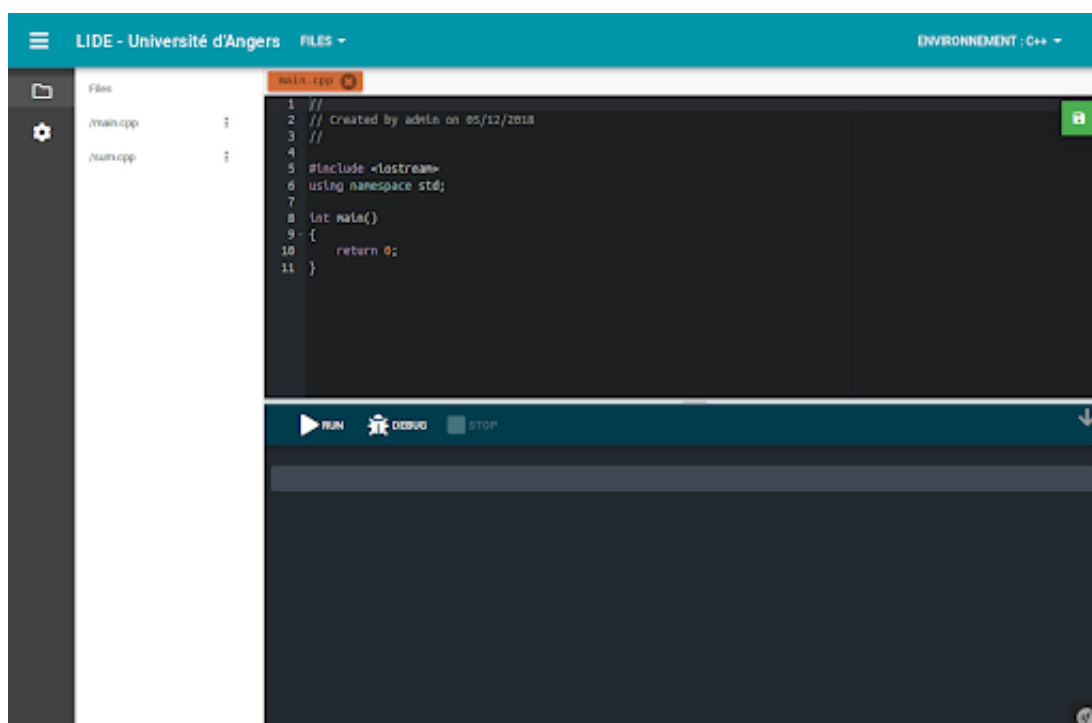 LIDE - Université d'Angers FILES ENVIRONNEMENT : C++
Files
/main.cpp
/sum.cpp
main.cpp
1 //
2 // Created by admin on 05/12/2018
3 //
4
5 #include <iostream>
6 using namespace std;
7
8 int main()
9 {
10 return 0;
11 }
RUN DEBUG STOP